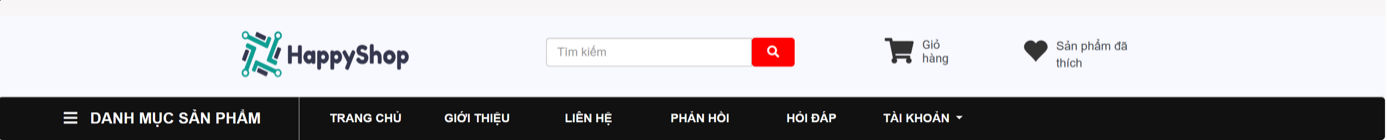 HappyShop
Tìm kiếm
Giỏ
hàng
Sản phẩm đã
thích
DANH MỤC SẢN PHẨM
TRANG CHỦ
GIỚI THIỆU
LIÊN HỆ
PHẢN HỒI
HỎI ĐÁP
TÀI KHOẢN